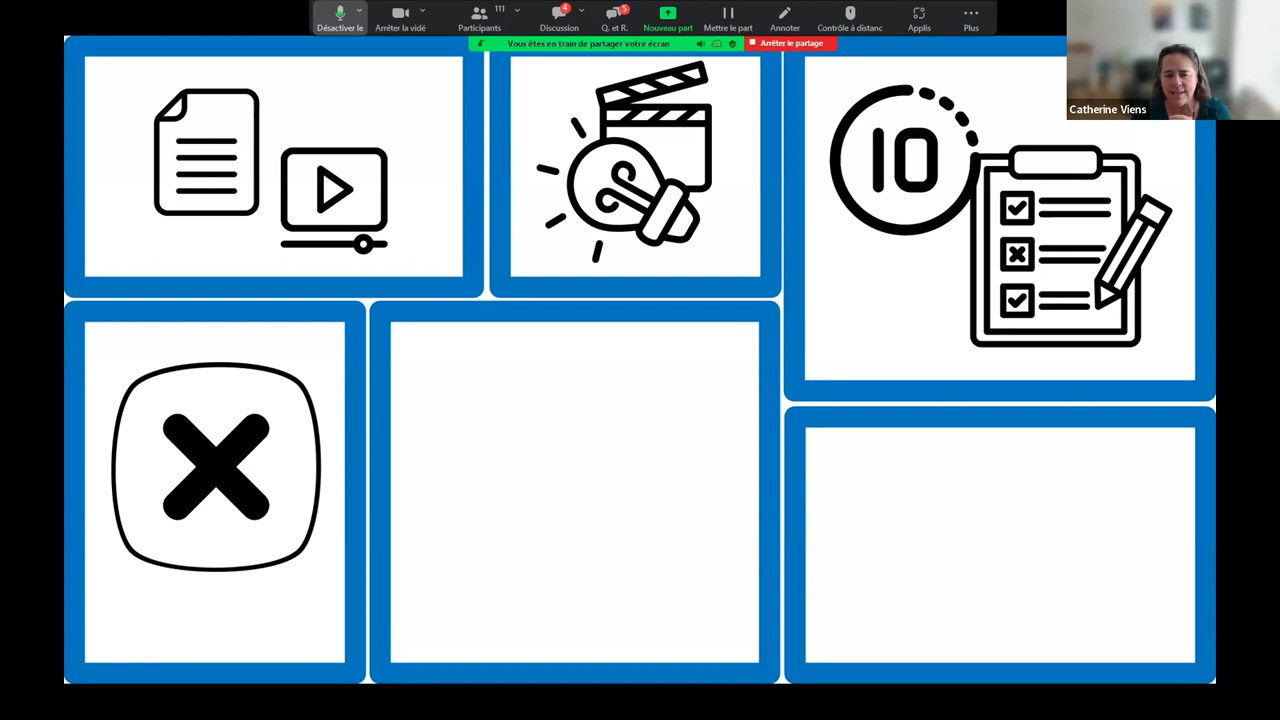 Désactiver le
Arrêter la vidé
Participants
111
Discussion
4
Q. et R.
5
Nouveau part
Mettre le part
Annoter
Contrôle à distanc
Applis
Plus
Vous êtes en train de partager votre écran
Arrêter le partage
Catherine Viens
10